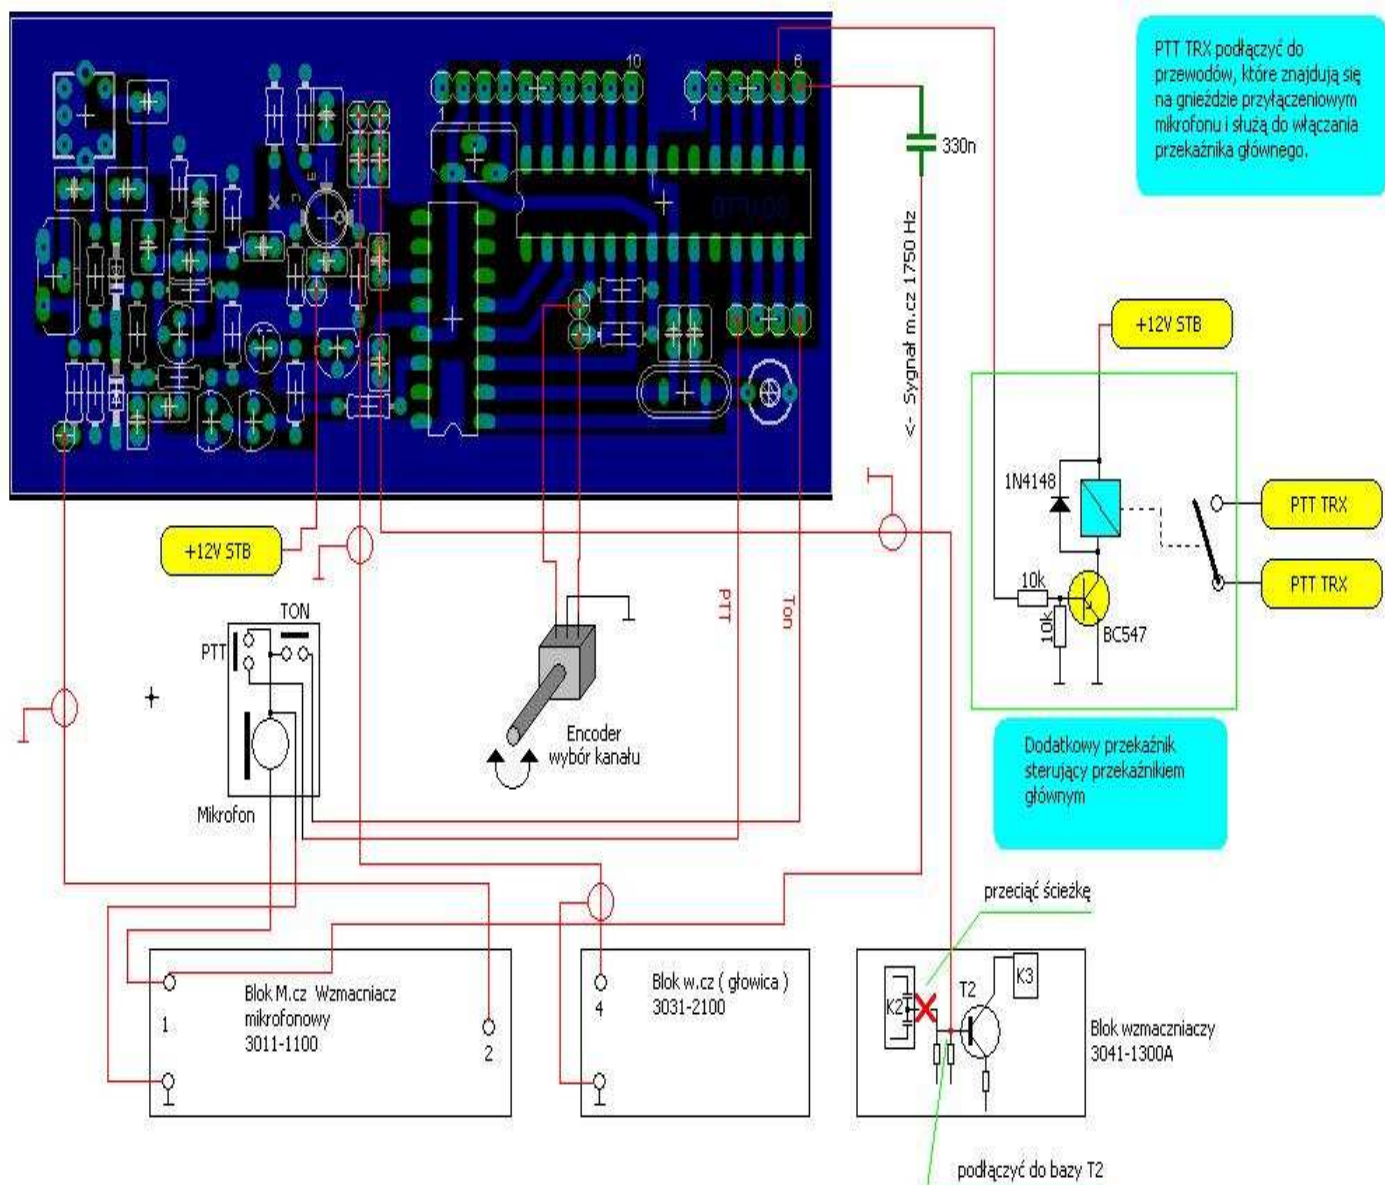 PTT TRX podłączyć do
przewodów, które znajdują się
na gnieździe przyłączeniowym
mikrofonu i służą do włączania
przekaźnika głównego.
10
6
1
1
330n
<- Sygnał m.cz 1750 Hz
+12V STB
1N4148
PTT TRX
PTT TRX
10k
10k
BC547
+12V STB
PTT
Ton
TON
PTT
Mikrofon
Encoder
wybór kanału
Dodatkowy przekaźnik
sterujący przekaźnikiem
głównym
przeciąć ścieżkę
Blok M.cz Wzmacniacz
mikrofonowy
3011-1100
1
2
Blok w.cz ( głowica )
3031-2100
4
K2
T2
K3
Blok wzmaczniaczy
3041-1300A
podłączyć do bazy T2